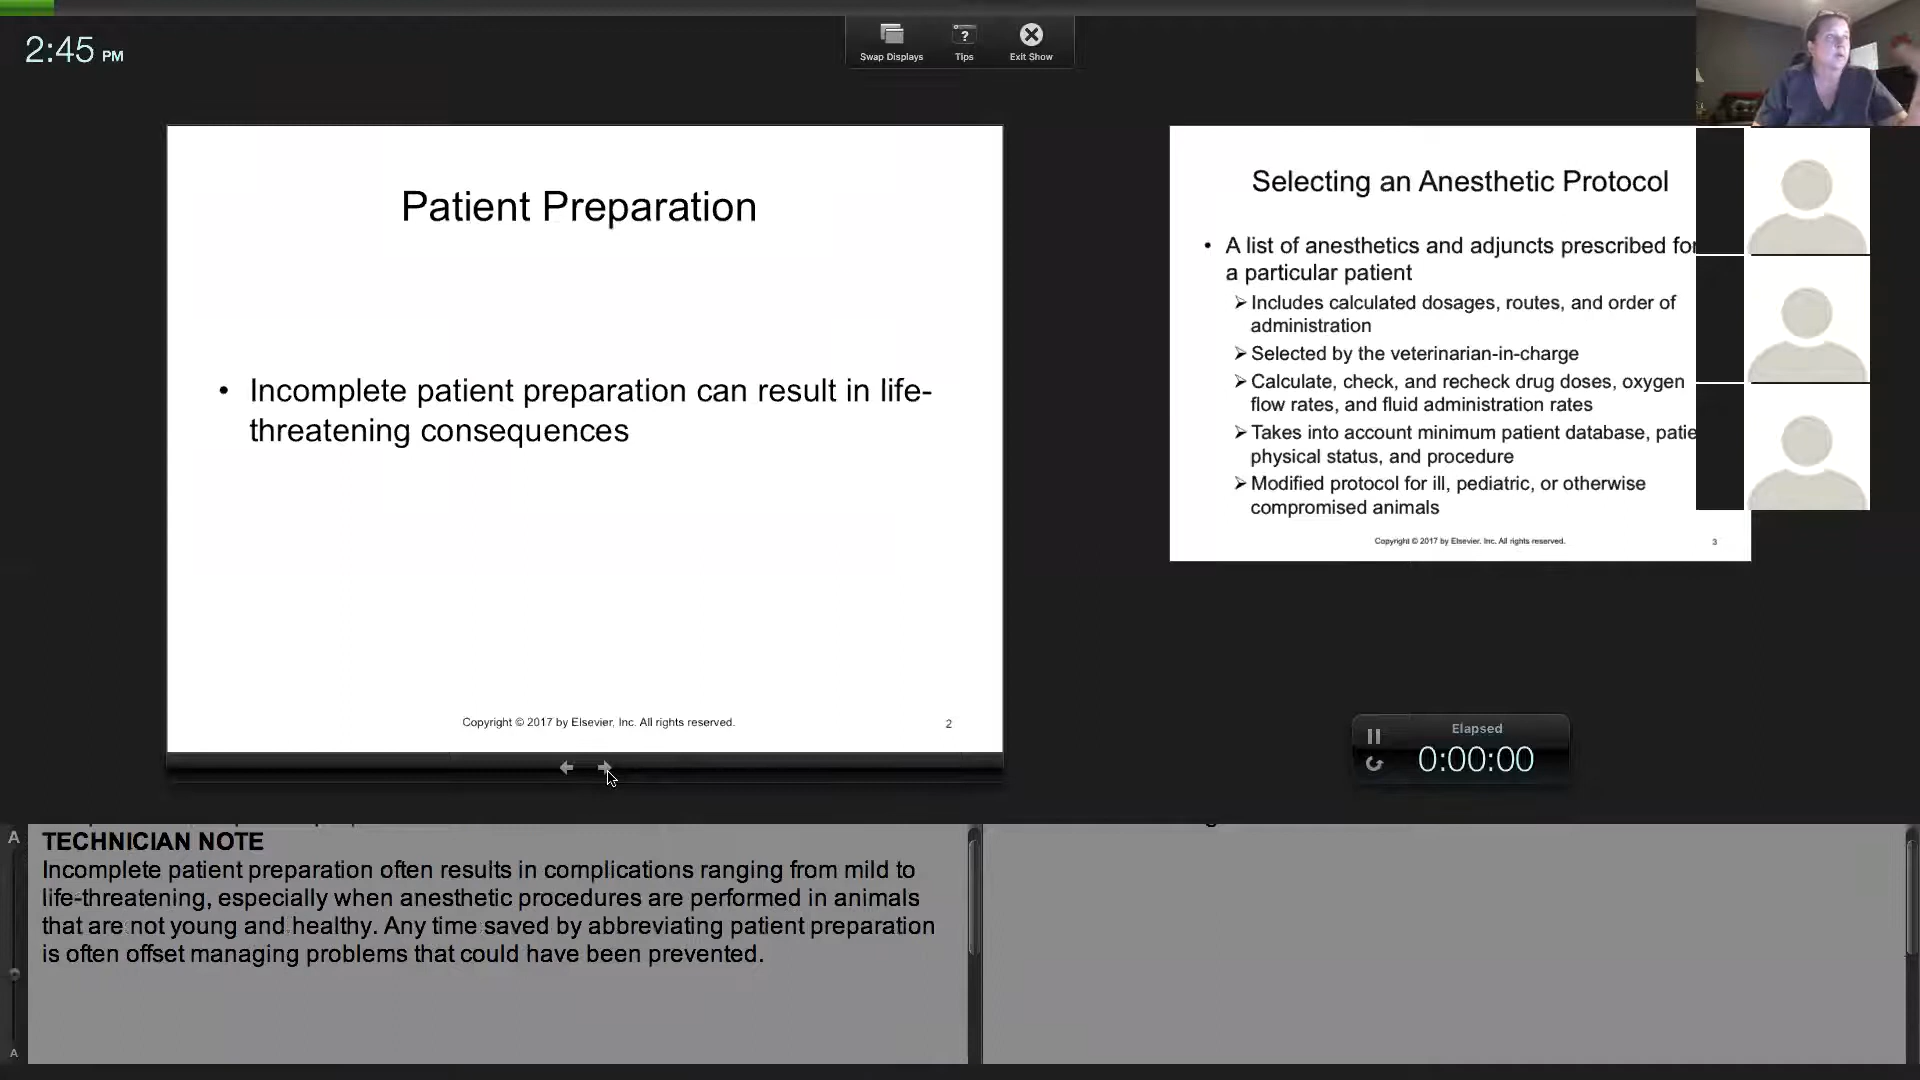 2:45 PM
Swap Displays
Tips
Exit Show
Patient Preparation
• Incomplete patient preparation can result in life-
threatening consequences
Copyright © 2017 by Elsevier, Inc. All rights reserved.
2
Selecting an Anesthetic Protocol
• A list of anesthetics and adjuncts prescribed for
a particular patient
➢ Includes calculated dosages, routes, and order of
administration
➢ Selected by the veterinarian-in-charge
➢ Calculate, check, and recheck drug doses, oxygen
flow rates, and fluid administration rates
➢ Takes into account minimum patient database, patie
physical status, and procedure
➢ Modified protocol for ill, pediatric, or otherwise
compromised animals
Copyright © 2017 by Elsevier, Inc. All rights reserved.
3
Elapsed
0:00:00
A
TECHNICIAN NOTE
Incomplete patient preparation often results in complications ranging from mild to
life-threatening, especially when anesthetic procedures are performed in animals
that are not young and healthy. Any time saved by abbreviating patient preparation
is often offset managing problems that could have been prevented.
A